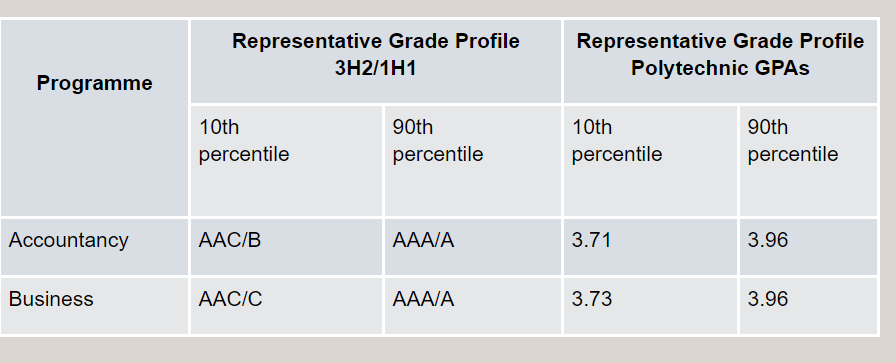 Programme
Representative Grade Profile
3H2/1H1
Representative Grade Profile
Polytechnic GPAs
10th
percentile
90th
percentile
10th
percentile
90th
percentile
Accountancy AAC/B AAA/A 3.71 3.96
Business AAC/C AAA/A 3.73 3.96